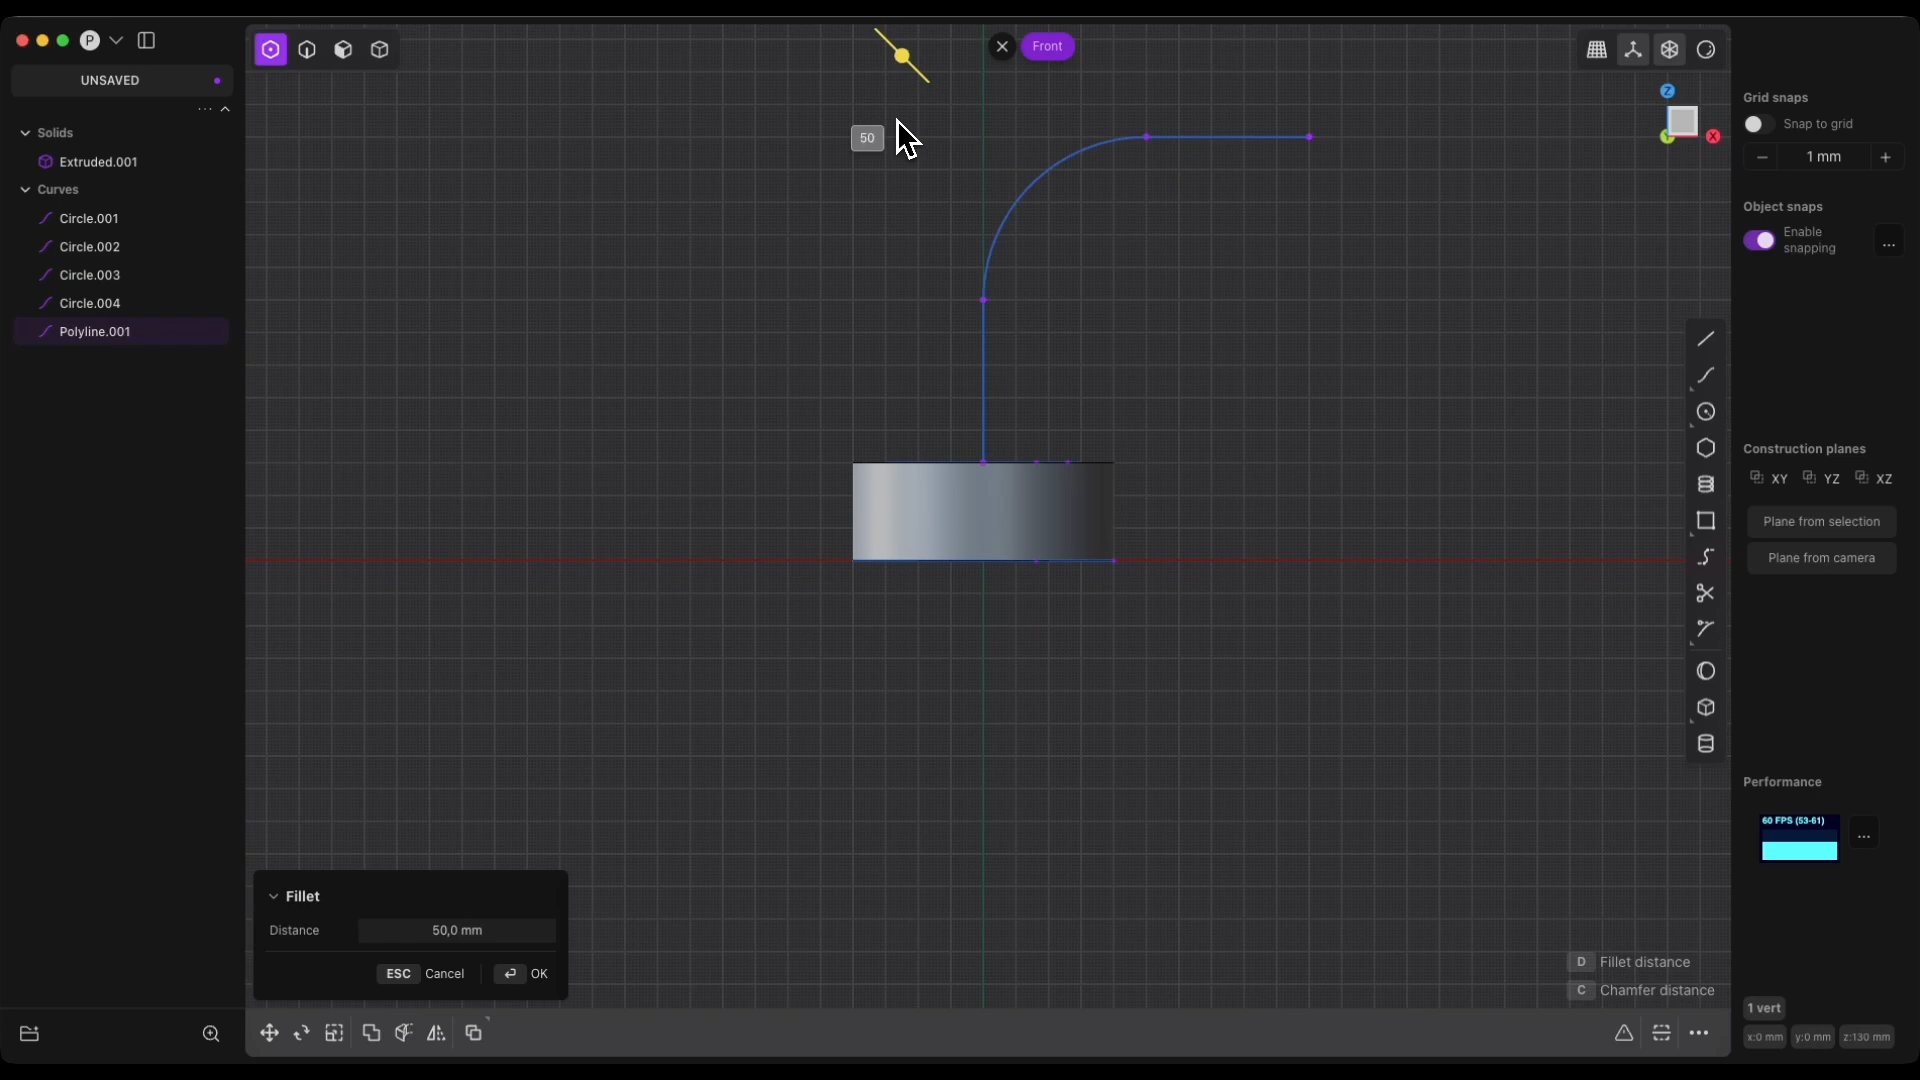 P
UNSAVED
Solids
Extruded.001
Curves
Circle.001
Circle.002
Circle.003
Circle.004
Polyline.001
Front
50
Z
Y
X
Grid snaps
Snap to grid
1 mm
Object snaps
Enable
snapping
...
Construction planes
XY YZ XZ
Plane from selection
Plane from camera
Performance
60 FPS (53-61)
...
Fillet
Distance 50,0 mm
ESC Cancel OK
D Fillet distance
C Chamfer distance
1 vert
x:0 mm y:0 mm z:130 mm